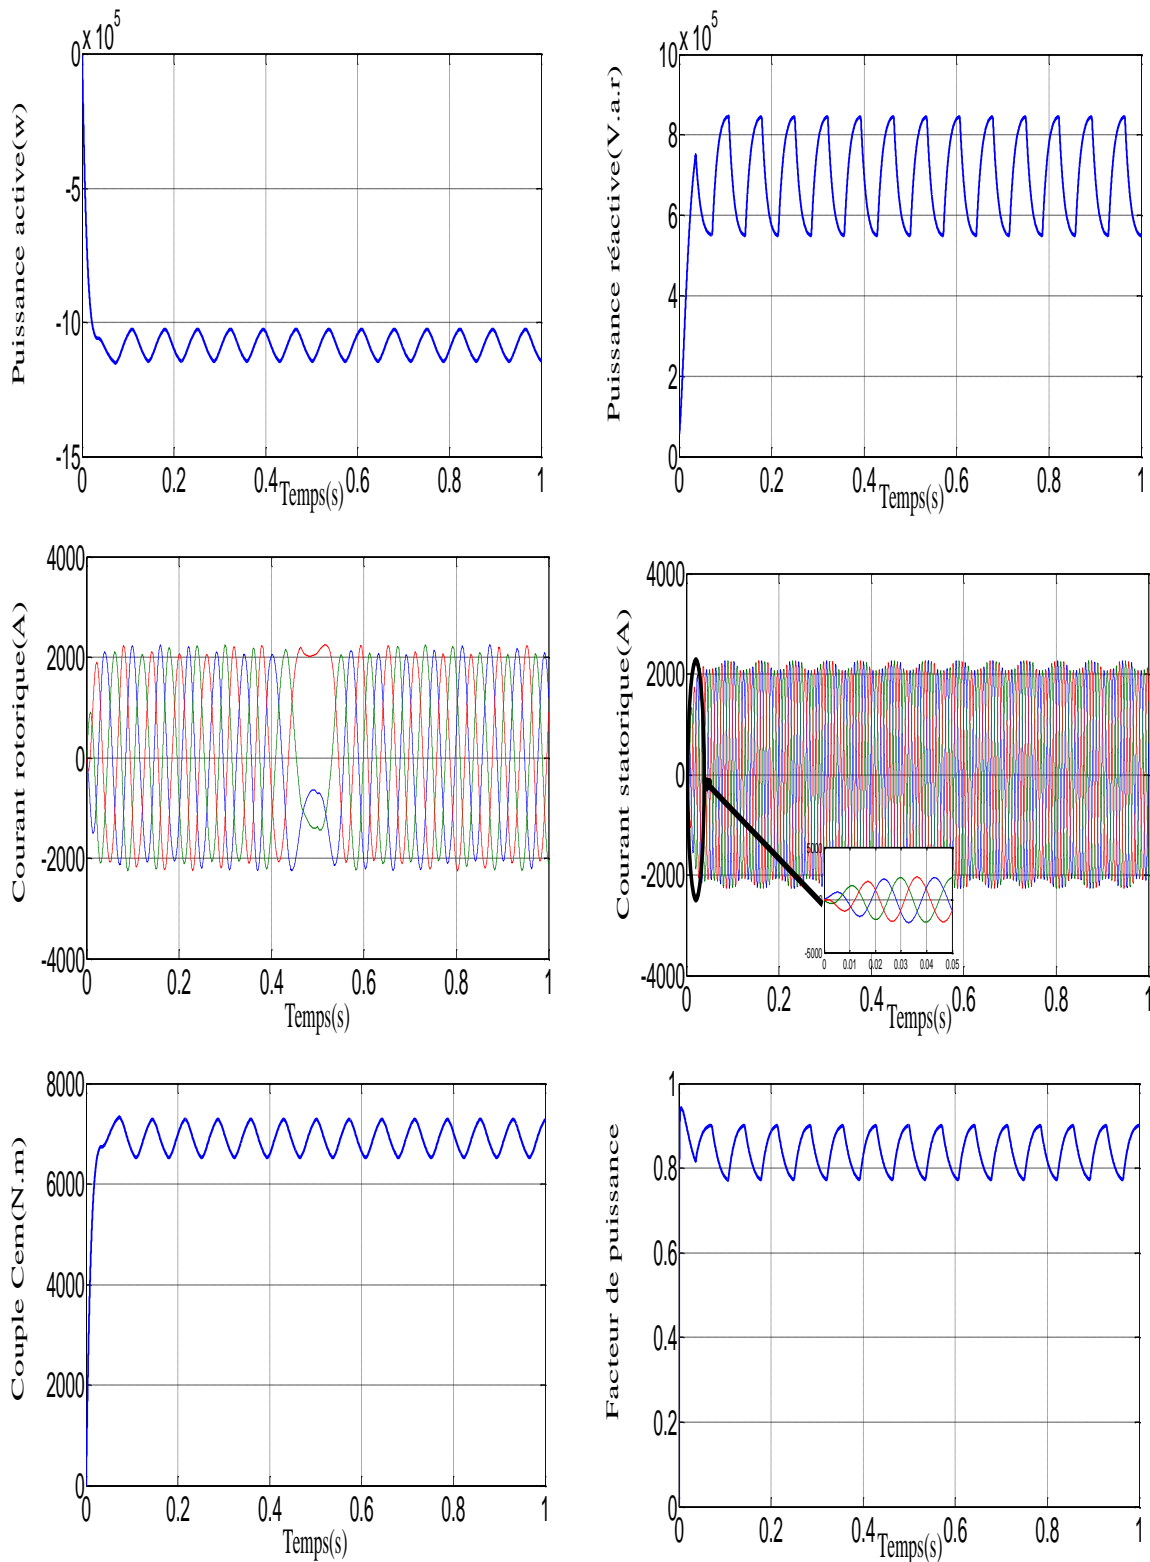 ×10^5
Puissance active(w)
0
-5
-10
-15
0 0.2 0.4 0.6 0.8 1
Temps(s)
×10^5
Puissance réactive(V.a.r)
10
8
6
4
2
0
0 0.2 0.4 0.6 0.8 1
Temps(s)
Courant rotorique(A)
4000
2000
0
-2000
-4000
0 0.2 0.4 0.6 0.8 1
Temps(s)
Courant statorique(A)
4000
2000
0
-2000
-4000
0 0.2 0.4 0.6 0.8 1
Temps(s)
5000
0
-5000
0 0.01 0.02 0.03 0.04 0.05
Couple Cem(N.m)
8000
6000
4000
2000
0
0 0.2 0.4 0.6 0.8 1
Temps(s)
Facteur de puissance
1
0.8
0.6
0.4
0.2
0
0 0.2 0.4 0.6 0.8 1
Temps(s)